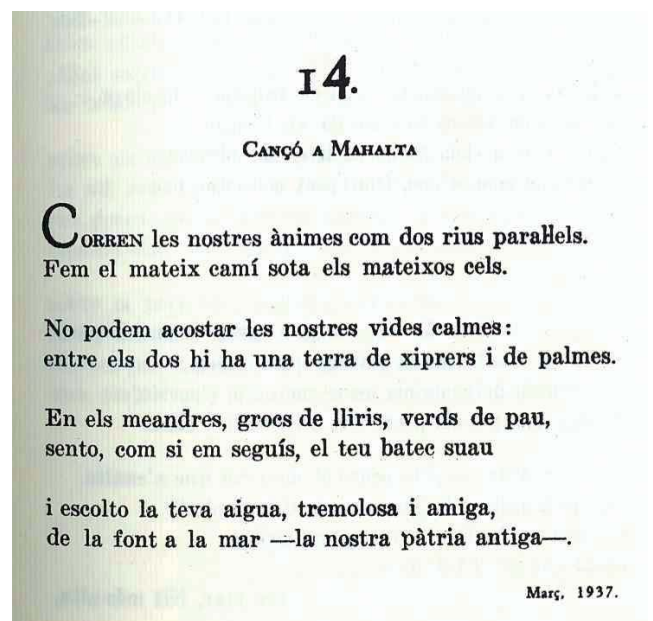 14.
Cançó a Mahalta
Corren les nostres ànimes com dos rius paraŀlels.
Fem el mateix camí sota els mateixos cels.
No podem acostar les nostres vides calmes:
entre els dos hi ha una terra de xiprers i de palmes.
En els meandres, grocs de lliris, verds de pau,
sento, com si em seguís, el teu batec suau
i escolto la teva aigua, tremolosa i amiga,
de la font a la mar —la nostra pàtria antiga—.
Març, 1937.